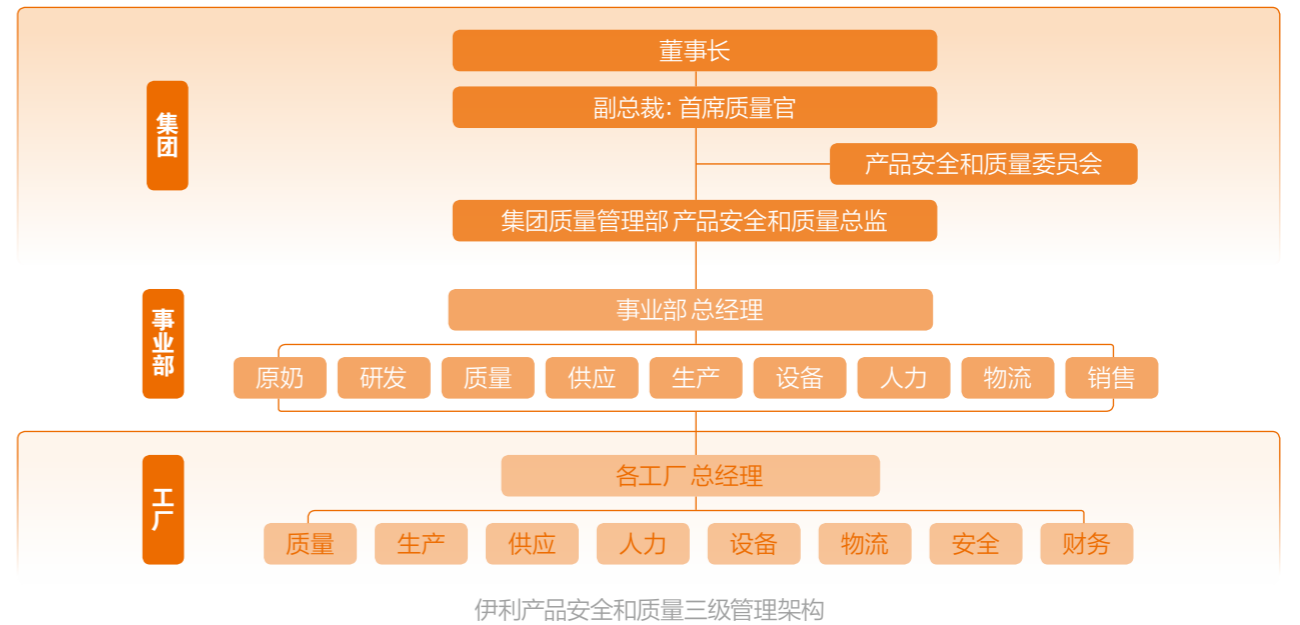 集团
董事长
副总裁: 首席质量官
产品安全和质量委员会
集团质量管理部 产品安全和质量总监
事业部
事业部 总经理
原奶 研发 质量 供应 生产 设备 人力 物流 销售
工厂
各工厂 总经理
质量 生产 供应 人力 设备 物流 安全 财务
伊利产品安全和质量三级管理架构